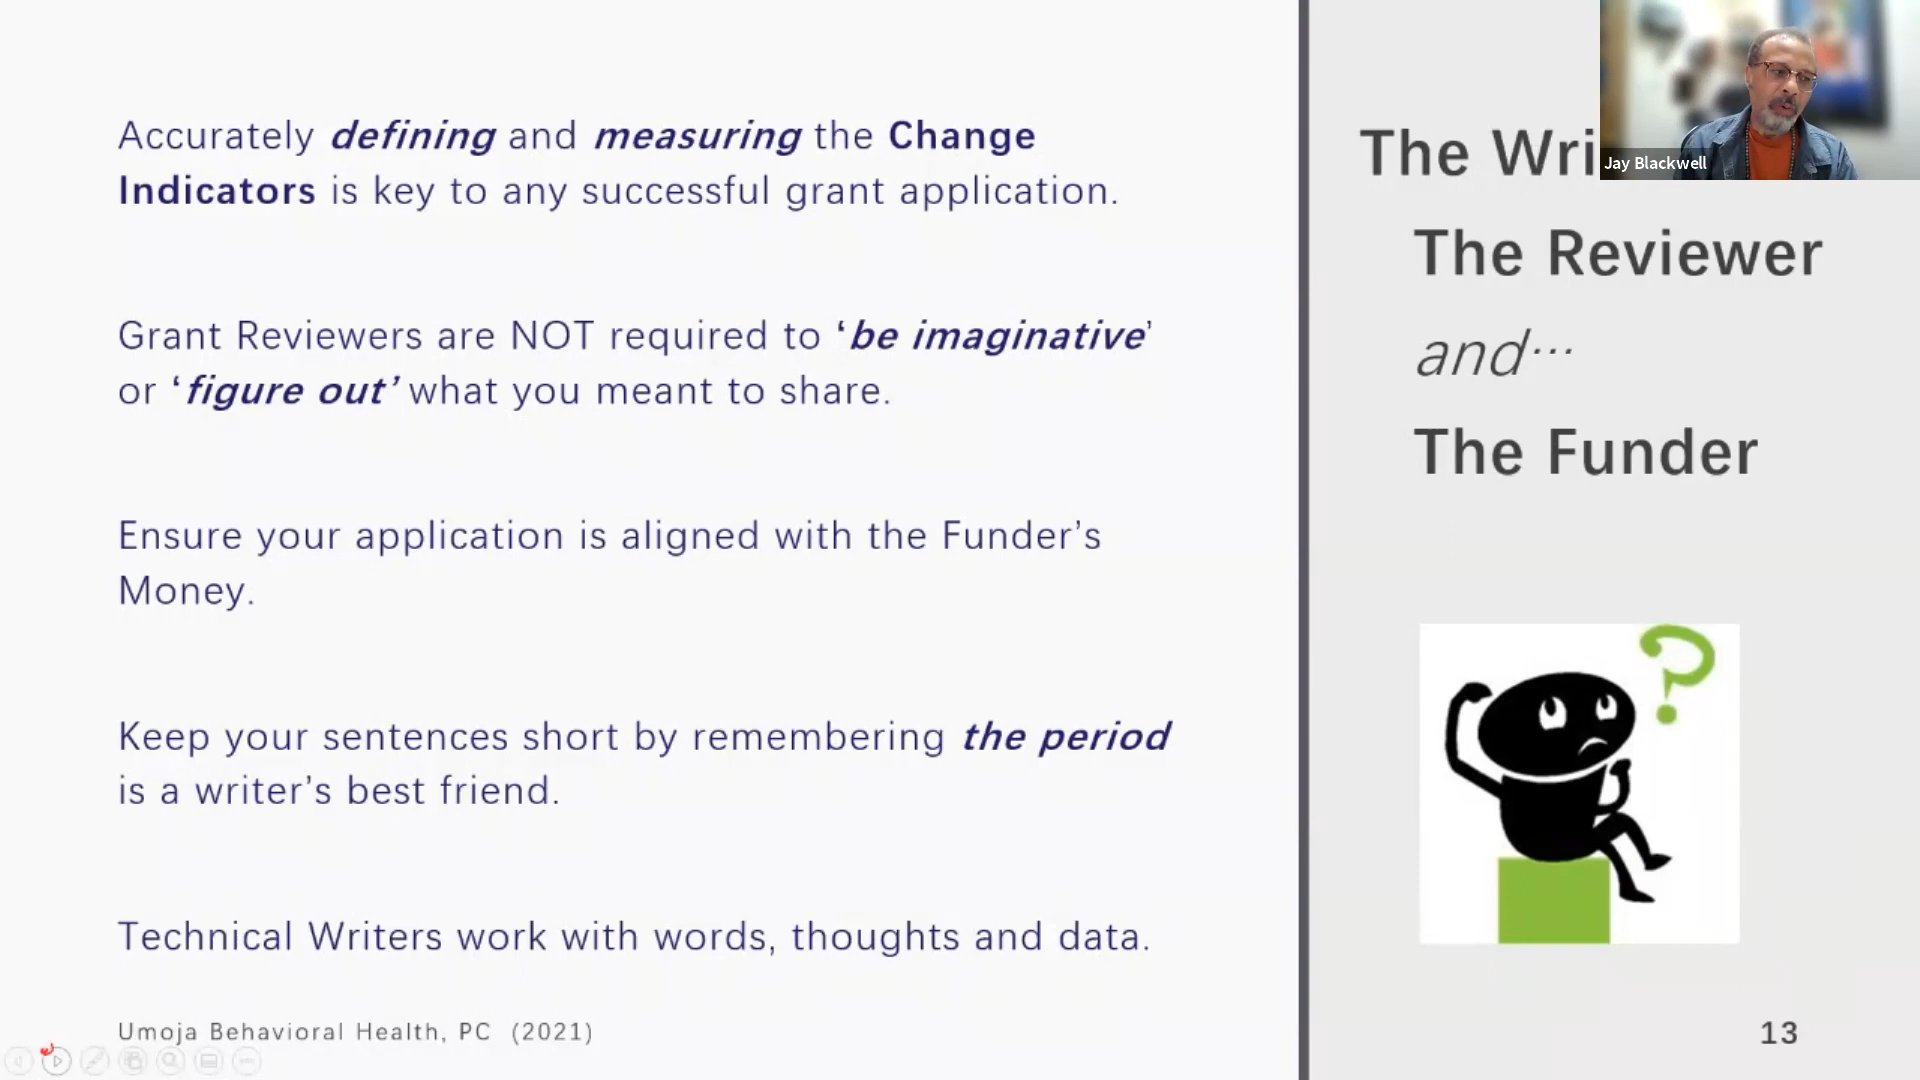 Accurately defining and measuring the Change
Indicators is key to any successful grant application.
Grant Reviewers are NOT required to ‘be imaginative’
or ‘figure out’ what you meant to share.
Ensure your application is aligned with the Funder’s
Money.
Keep your sentences short by remembering the period
is a writer’s best friend.
Technical Writers work with words, thoughts and data.
Umoja Behavioral Health, PC (2021)
The Wri
The Reviewer
and…
The Funder
?
13
Jay Blackwell